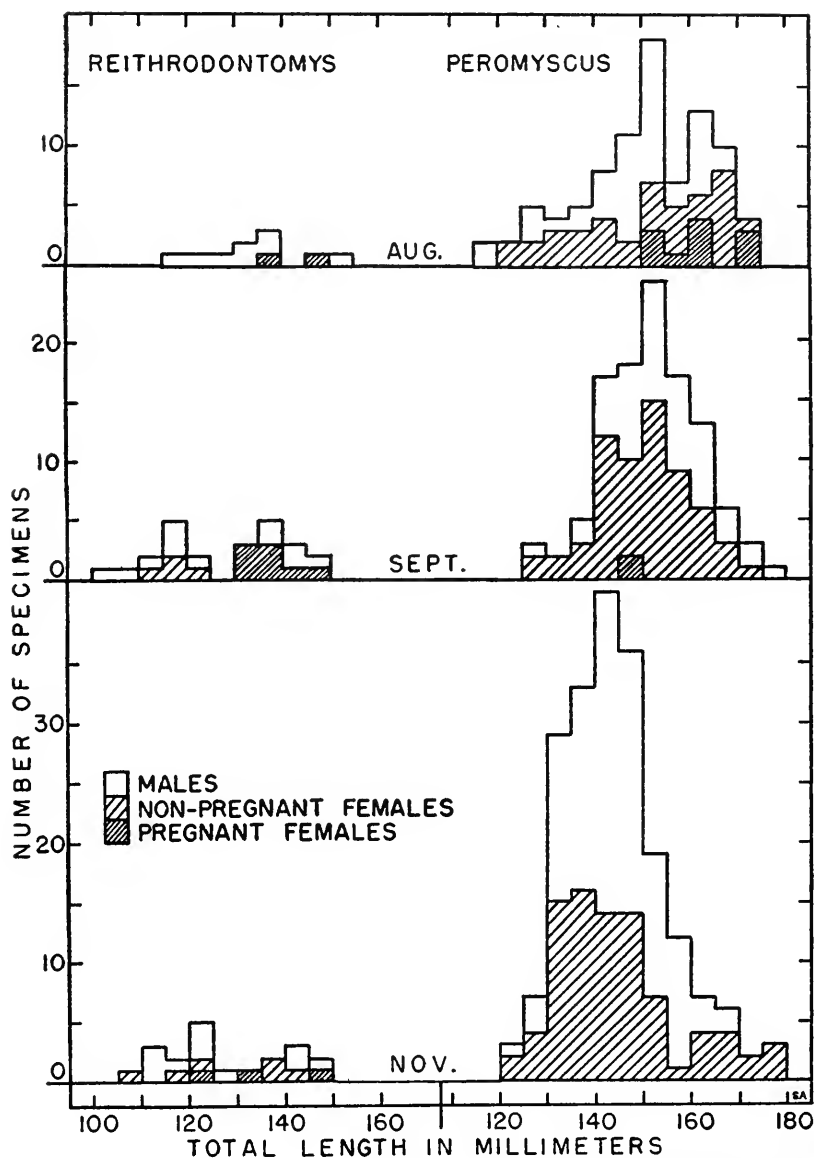 REITHRODONTOMYS
PEROMYSCUS
10
0
AUG.
20
10
0
SEPT.
30
20
10
0
NOV.
NUMBER OF SPECIMENS
MALES
NON-PREGNANT FEMALES
PREGNANT FEMALES
100 120 140 120 140 160 180
TOTAL LENGTH IN MILLIMETERS